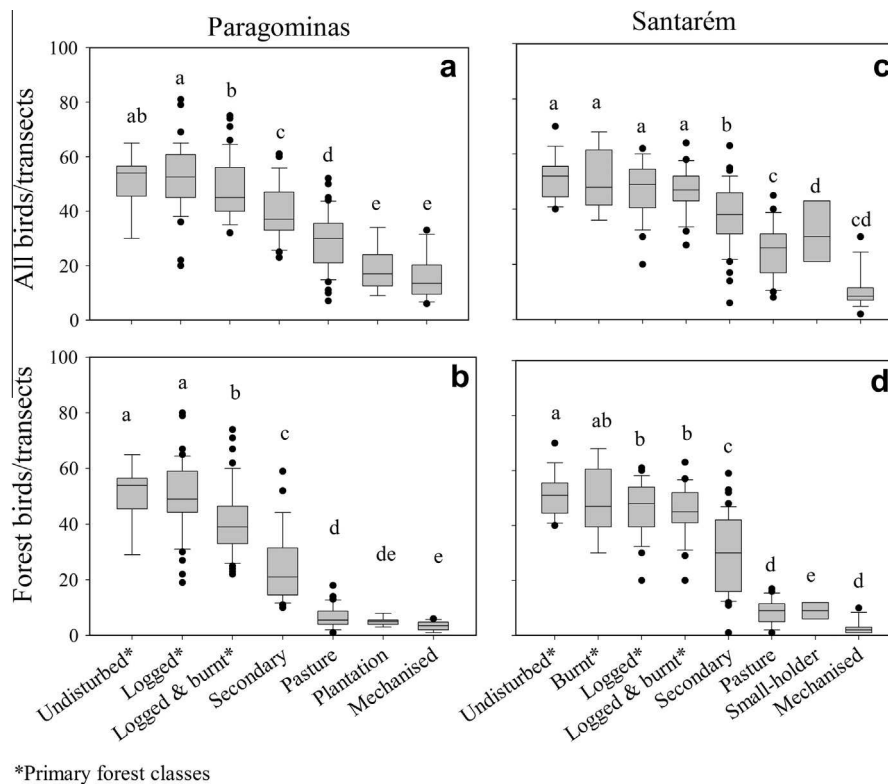 Paragominas
Santarém
All birds/transects
100
80
60
40
20
0
a
ab
a
b
c
d
e
e
c
a
a
a
a
b
c
d
cd
Forest birds/transects
100
80
60
40
20
0
b
a
a
b
c
d
de
e
d
a
ab
b
b
c
d
e
d
Undisturbed*
Logged*
Logged & burnt*
Secondary
Pasture
Plantation
Mechanised
Undisturbed*
Burnt*
Logged*
Logged & burnt*
Secondary
Pasture
Small-holder
Mechanised
*Primary forest classes